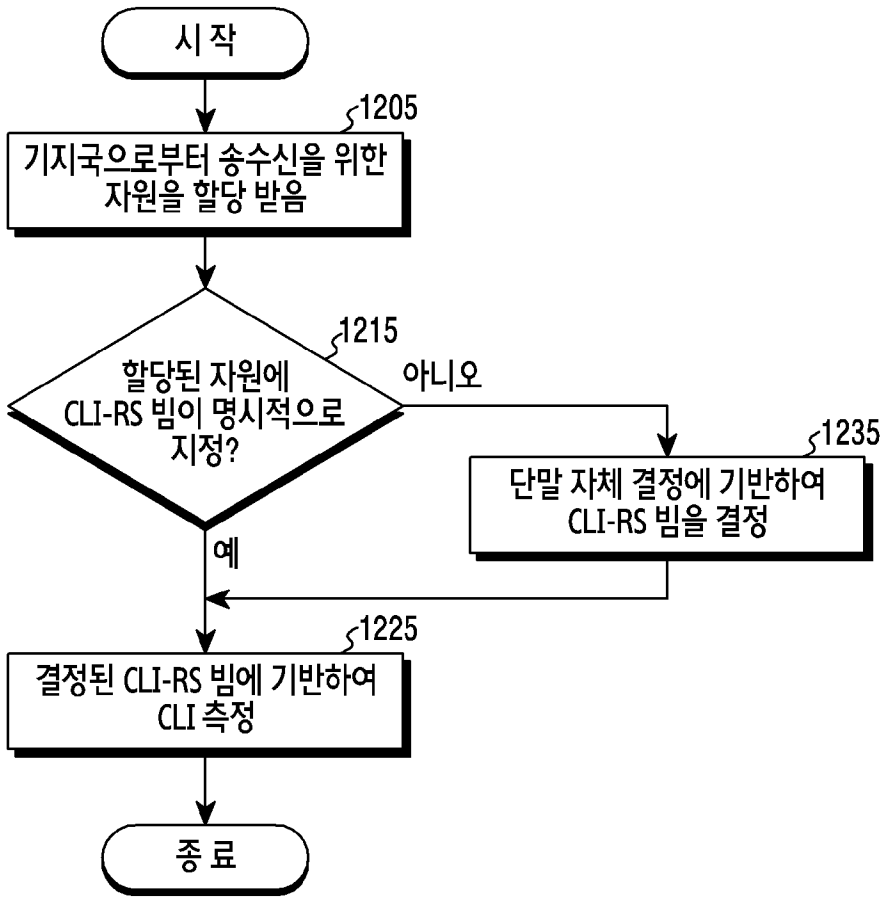 시작
1205
기지국으로부터 송수신을 위한
자원을 할당 받음
1215
할당된 자원에
CLI-RS 빔이 명시적으로
지정?
아니오
1235
단말 자체 결정에 기반하여
CLI-RS 빔을 결정
예
1225
결정된 CLI-RS 빔에 기반하여
CLI 측정
종료